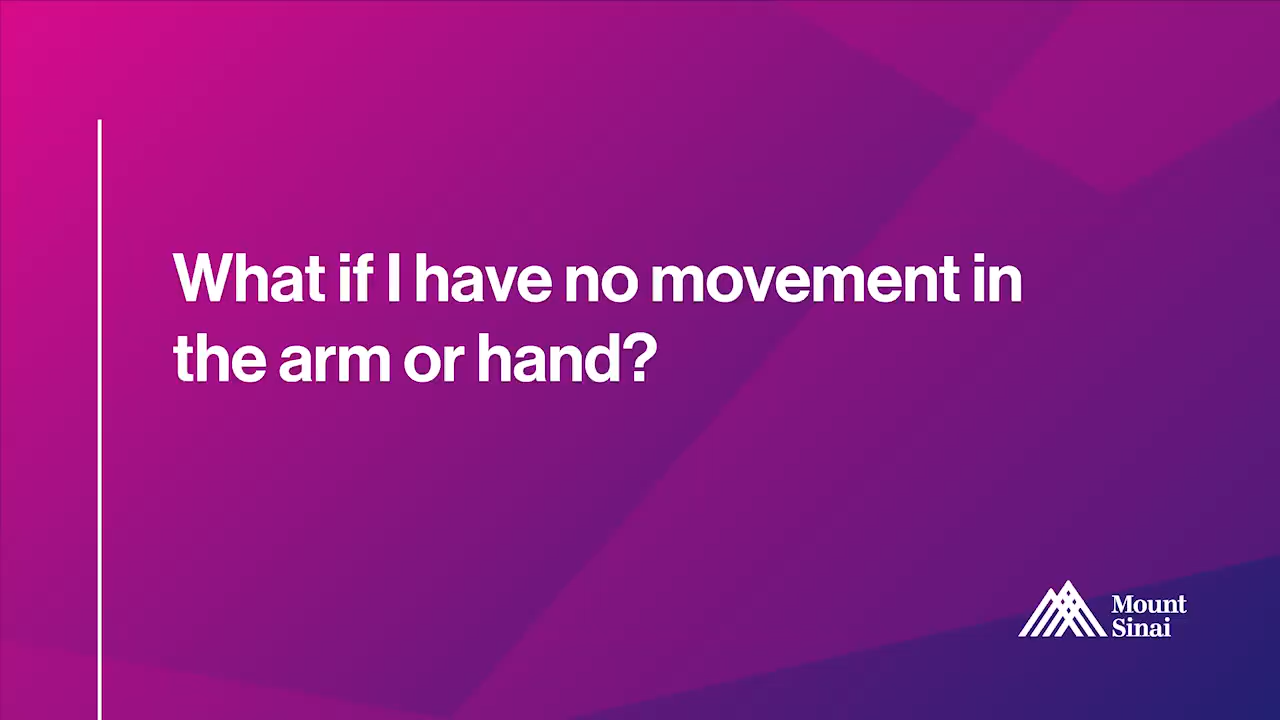 What if I have no movement in
the arm or hand?
Mount
Sinai